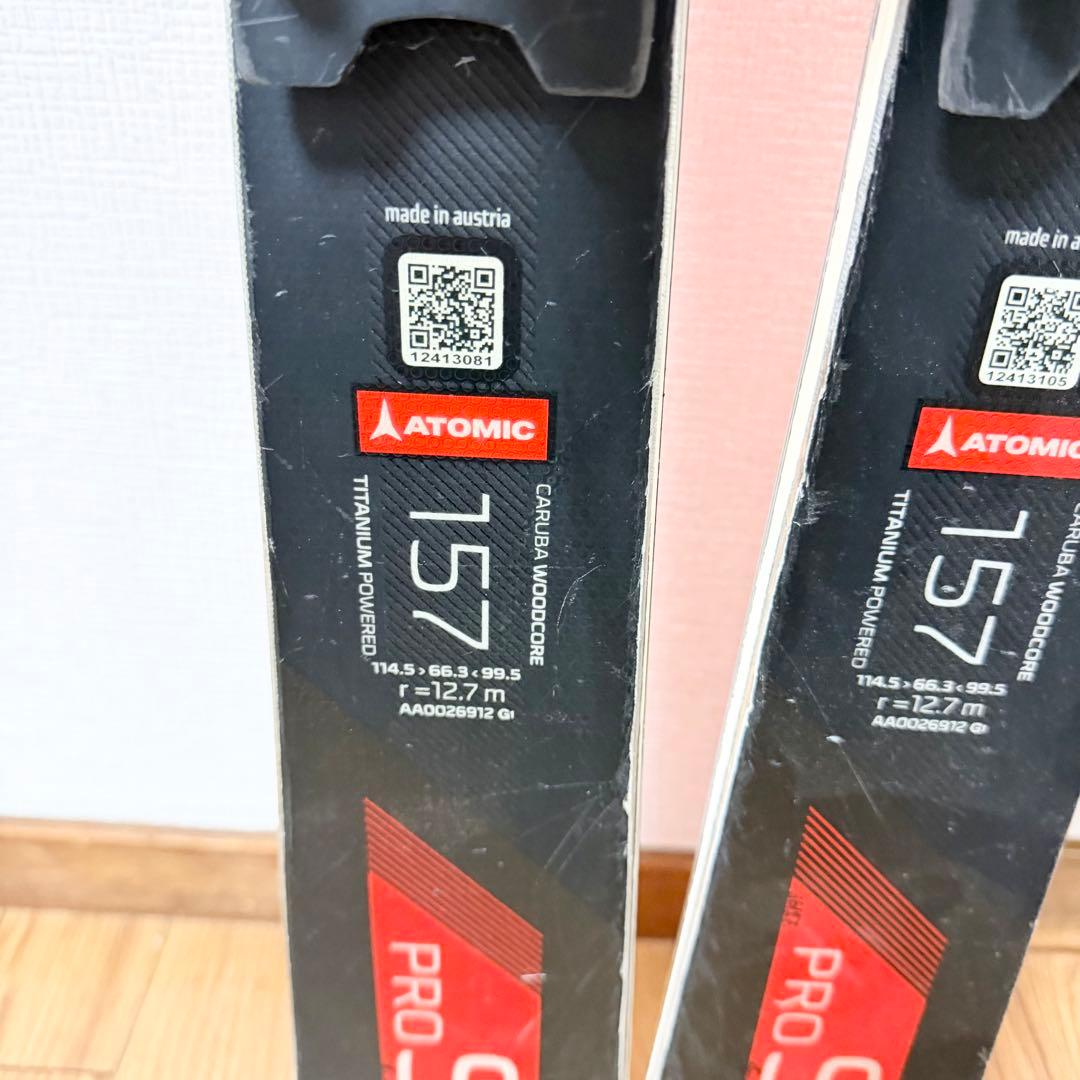 made in austria
12413081
ATOMIC
TITANIUM POWERED
157
CARUBA WOODCORE
114.5 > 66.3 < 99.5
r = 12.7 m
AA0026912 GI
PRO
made in a
12413105
ATOMIC
TITANIUM POWERED
157
CARUBA WOODCORE
114.5 > 66.3 < 99.5
r = 12.7 m
AA0026912 GI
PRO